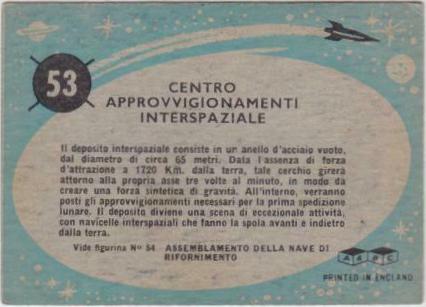 53
CENTRO
APPROVVIGIONAMENTI
INTERSPAZIALE
Il deposito interspaziale consiste in un anello d'acciaio vuoto,
dal diametro di circa 65 metri. Data l'assenza di forza
d'attrazione a 1720 Km. dalla terra, tale cerchio girerà
attorno alla propria asse tre volte al minuto, in modo da
creare una forza sintetica di gravità. All'interno, verranno
posti gli approvvigionamenti necessari per la prima spedizione
lunare. Il deposito diviene una scena di eccezionale attività,
con navicelle interspaziali che fanno la spola avanti e indietro
dalla terra.
Vide figurina No 54 ASSEMBLAMENTO DELLA NAVE DI
RIFORNIMENTO
A & B C
PRINTED IN ENGLAND